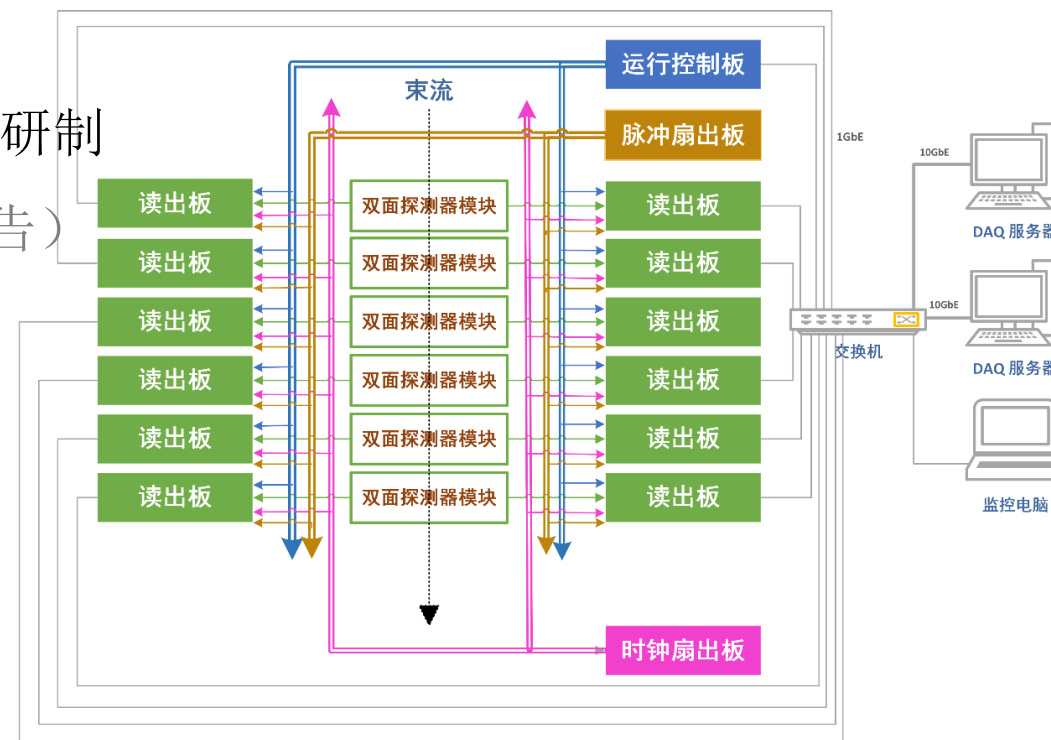 运行控制板
束流
研制
脉冲扇出板
1GbE
10GbE
读出板
双面探测器模块
读出板
告）
DAQ 服务器
读出板
双面探测器模块
读出板
10GbE
读出板
双面探测器模块
读出板
交换机
DAQ 服务器
读出板
双面探测器模块
读出板
读出板
双面探测器模块
读出板
读出板
双面探测器模块
读出板
监控电脑
时钟扇出板